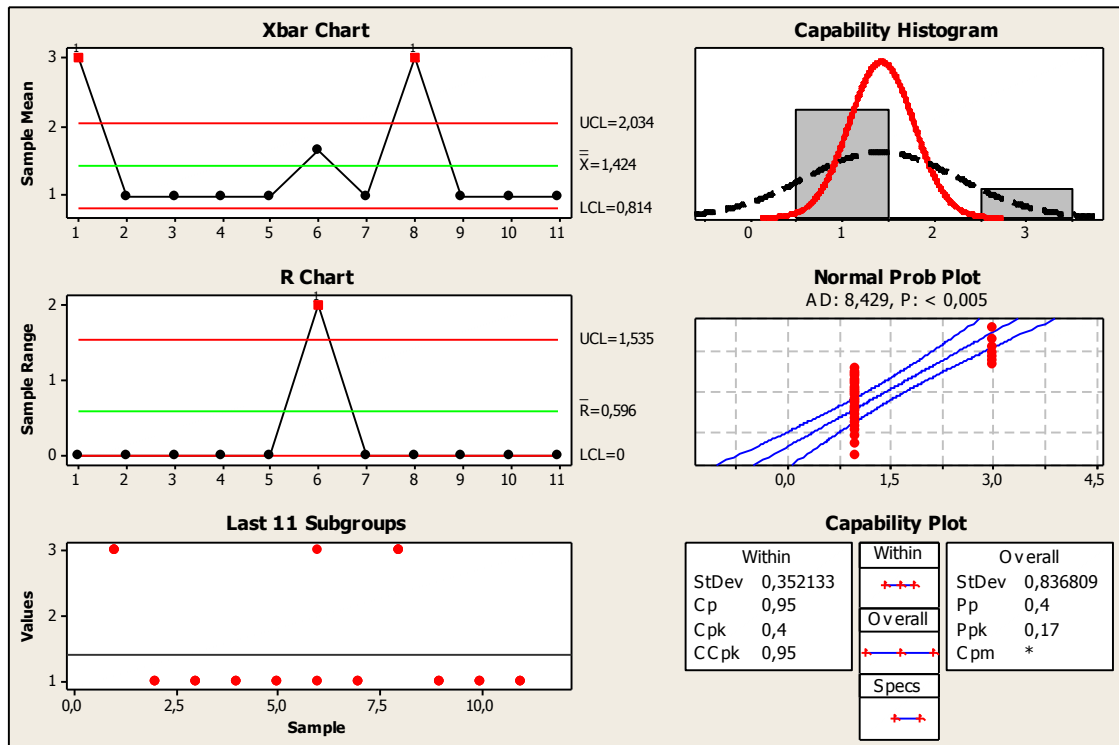 Xbar Chart
Sample Mean
3
2
1
1
1
UCL=2,034
X=1,424
LCL=0,814
1 2 3 4 5 6 7 8 9 10 11
Capability Histogram
0 1 2 3
R Chart
Sample Range
2
1
0
1
UCL=1,535
R=0,596
LCL=0
1 2 3 4 5 6 7 8 9 10 11
Normal Prob Plot
AD: 8,429, P: < 0,005
0,0 1,5 3,0 4,5
Last 11 Subgroups
Values
3
2
1
0,0 2,5 5,0 7,5 10,0
Sample
Capability Plot
Within
StDev 0,352133
Cp 0,95
Cpk 0,4
CCpk 0,95
Within
Overall
Specs
Overall
StDev 0,836809
Pp 0,4
Ppk 0,17
Cpm *